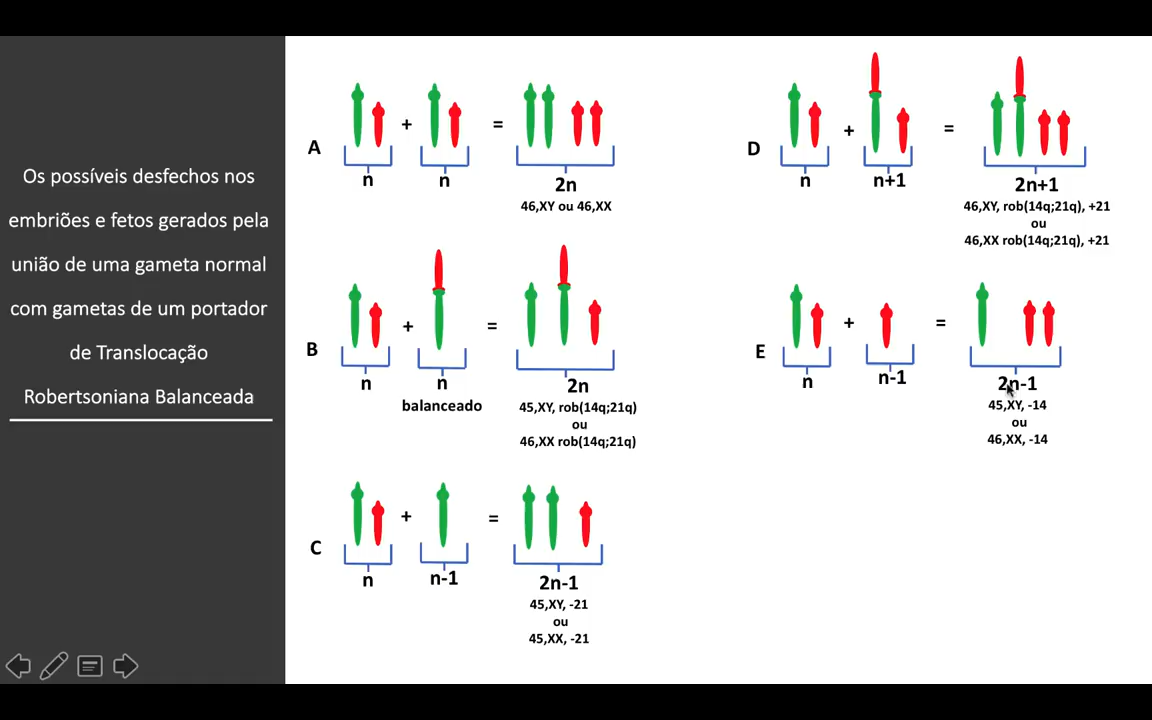 Os possíveis desfechos nos
embriões e fetos gerados pela
união de uma gameta normal
com gametas de um portador
de Translocação
Robertsoniana Balanceada
A
+
=
n
n
2n
46,XY ou 46,XX
B
+
=
n
n
balanceado
2n
45,XY, rob(14q;21q)
ou
46,XX rob(14q;21q)
C
+
=
n
n-1
2n-1
45,XY, -21
ou
45,XX, -21
D
+
=
n
n+1
2n+1
46,XY, rob(14q;21q), +21
ou
46,XX rob(14q;21q), +21
E
+
=
n
n-1
2n-1
45,XY, -14
ou
46,XX, -14